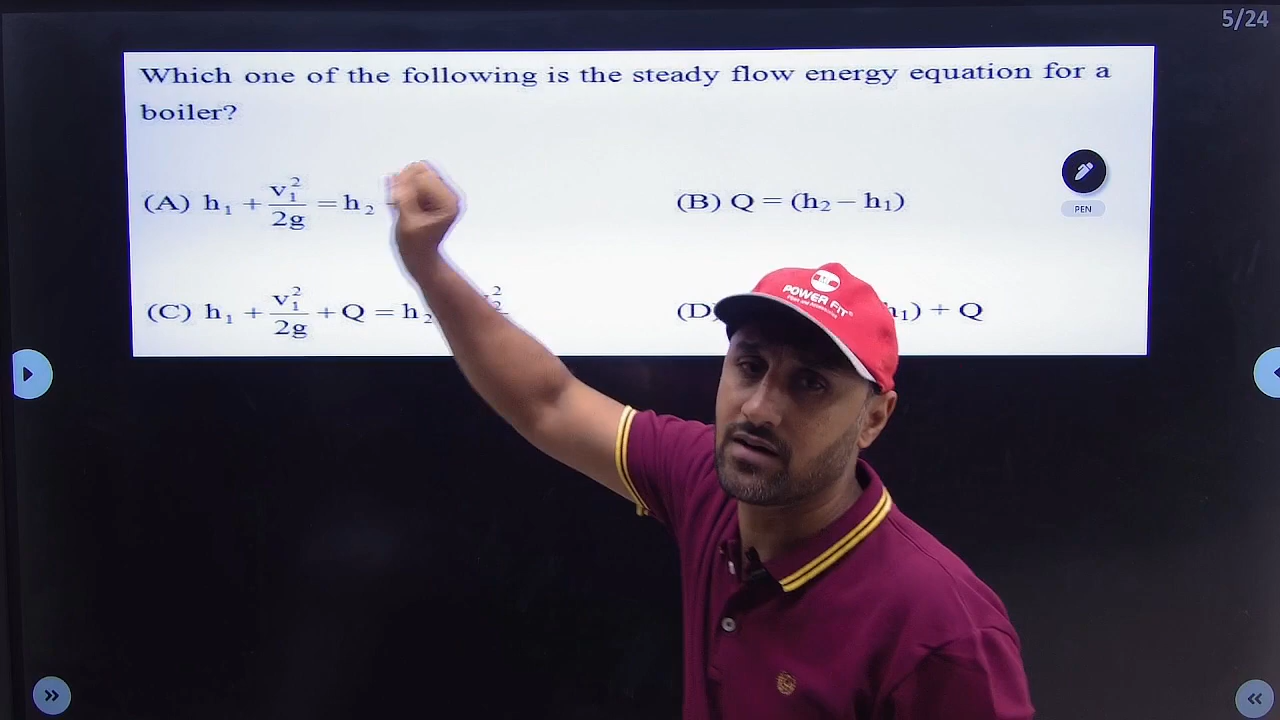 5/24
Which one of the following is the steady flow energy equation for a
boiler?
(A) h₁ + v₁²/2g = h₂
(B) Q = (h₂ − h₁)
PEN
(C) h₁ + v₁²/2g + Q = h₂
(D) h₁) + Q
POWER FIT